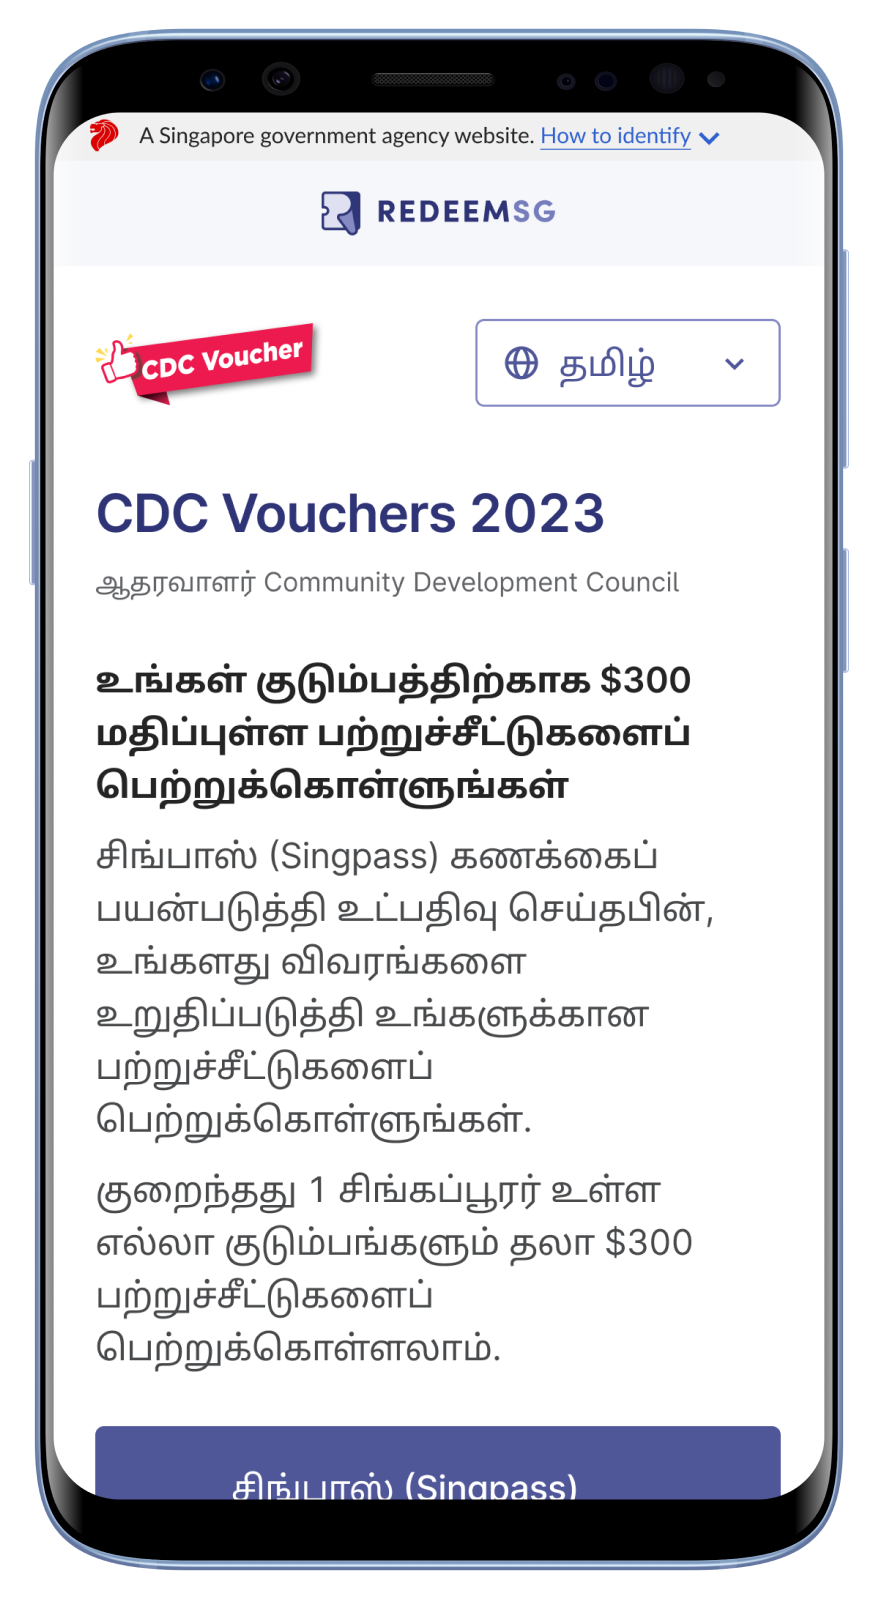 A Singapore government agency website. How to identify
REDEEMSG
CDC Voucher
தமிழ்
CDC Vouchers 2023
ஆதரவாளர் Community Development Council
உங்கள் குடும்பத்திற்காக $300
மதிப்புள்ள பற்றுச்சீட்டுகளைப்
பெற்றுக்கொள்ளுங்கள்
சிங்பாஸ் (Singpass) கணக்கைப்
பயன்படுத்தி உட்பதிவு செய்தபின்,
உங்களது விவரங்களை
உறுதிப்படுத்தி உங்களுக்கான
பற்றுச்சீட்டுகளைப்
பெற்றுக்கொள்ளுங்கள்.
குறைந்தது 1 சிங்கப்பூரர் உள்ள
எல்லா குடும்பங்களும் தலா $300
பற்றுச்சீட்டுகளைப்
பெற்றுக்கொள்ளலாம்.
சிங்பாஸ் (Singpass)